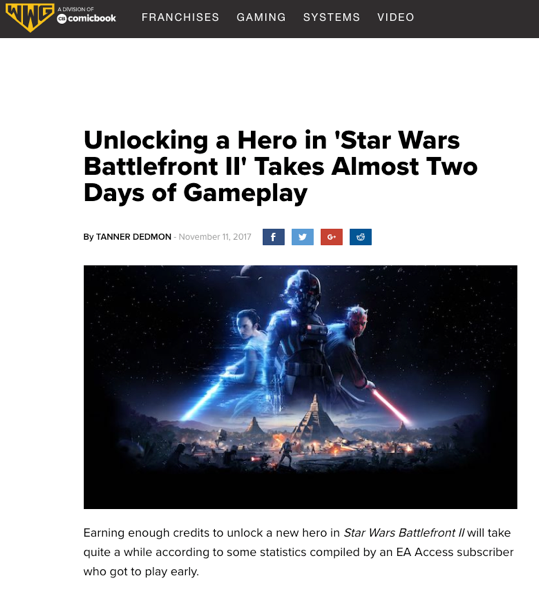 WWG
A DIVISION OF
CB comicbook
FRANCHISES GAMING SYSTEMS VIDEO
Unlocking a Hero in 'Star Wars
Battlefront II' Takes Almost Two
Days of Gameplay
By TANNER DEDMON - November 11, 2017
f
G+
Earning enough credits to unlock a new hero in Star Wars Battlefront II will take
quite a while according to some statistics compiled by an EA Access subscriber
who got to play early.